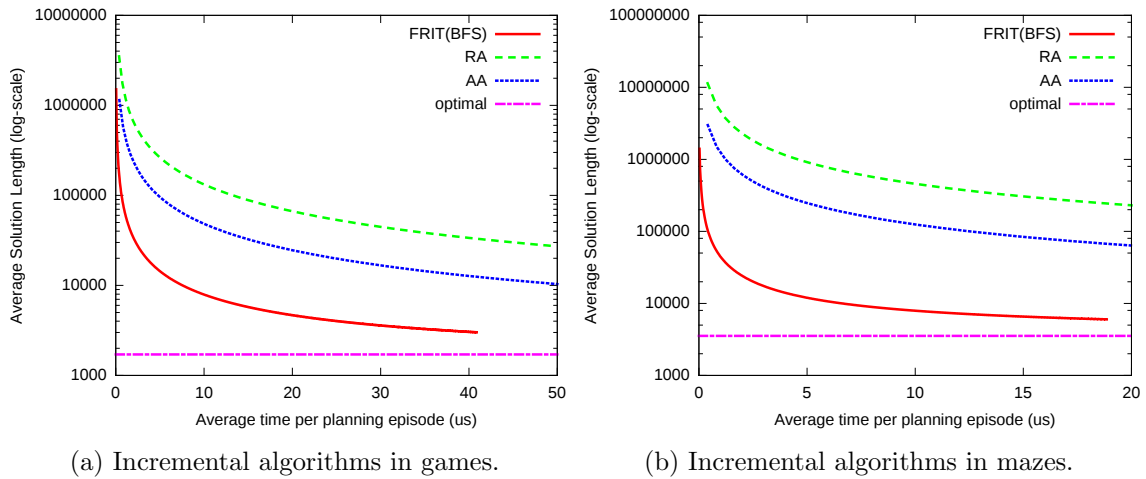 10000000
1000000
100000
10000
1000
Average Solution Length (log-scale)
FRIT(BFS)
RA
AA
optimal
0 10 20 30 40 50
Average time per planning episode (us)
(a) Incremental algorithms in games.
100000000
10000000
1000000
100000
10000
1000
Average Solution Length (log-scale)
FRIT(BFS)
RA
AA
optimal
0 5 10 15 20
Average time per planning episode (us)
(b) Incremental algorithms in mazes.